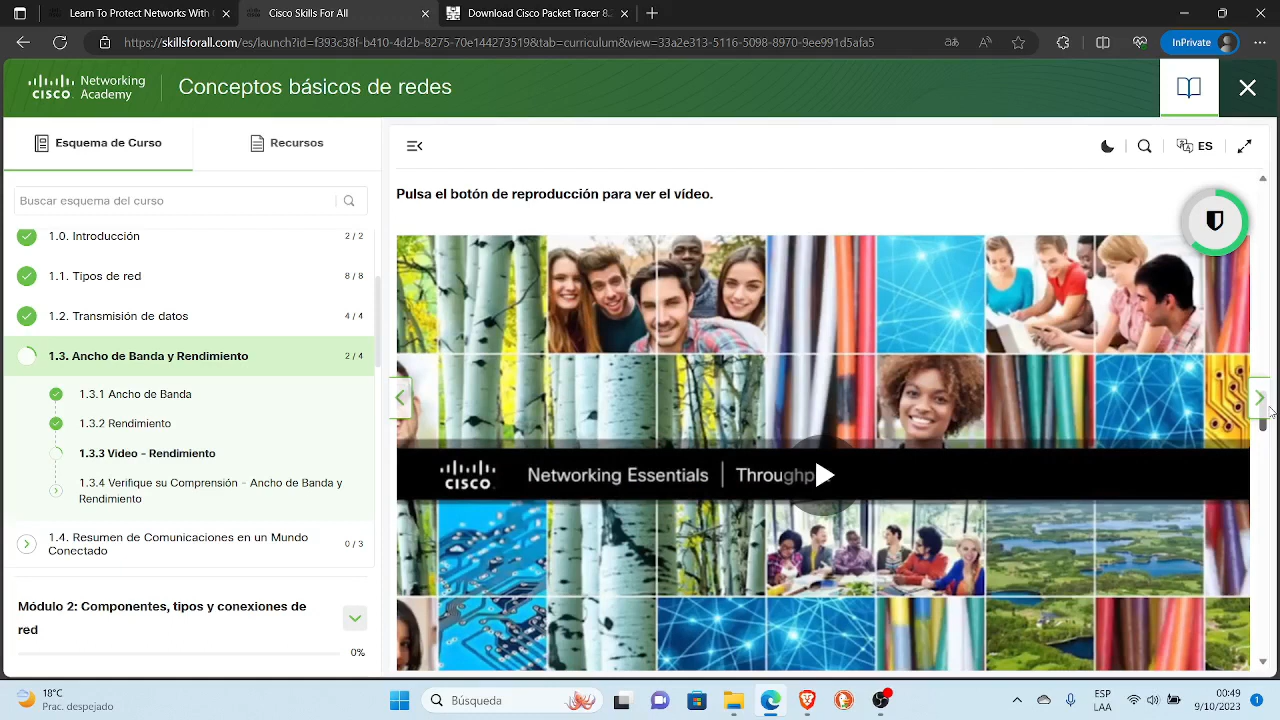 Learn To Protect Networks With
Cisco Skills For All
Download Cisco Packet Tracer 8..
https://skillsforall.com/es/launch?id=f393c38f-b410-4d2b-8275-70c144273519&tab=curriculum&view=33a2e313-5116-5098-8970-9ee991d5afa5
InPrivate
CISCO
Networking
Academy
Conceptos básicos de redes
Esquema de Curso
Recursos
ES
Buscar esquema del curso
1.0. Introducción 2 / 2
1.1. Tipos de red 8 / 8
1.2. Transmisión de datos 4 / 4
1.3. Ancho de Banda y Rendimiento 2 / 4
1.3.1 Ancho de Banda
1.3.2 Rendimiento
1.3.3 Video - Rendimiento
1.3.4 Verifique su Comprensión - Ancho de Banda y
Rendimiento
1.4. Resumen de Comunicaciones en un Mundo
Conectado
0 / 3
Módulo 2: Componentes, tipos y conexiones de
red
0%
Pulsa el botón de reproducción para ver el vídeo.
CISCO
Networking Essentials | Throughp
18°C
Prac. despejado
Búsqueda
ESP
LAA
00:49
9/10/2023
1